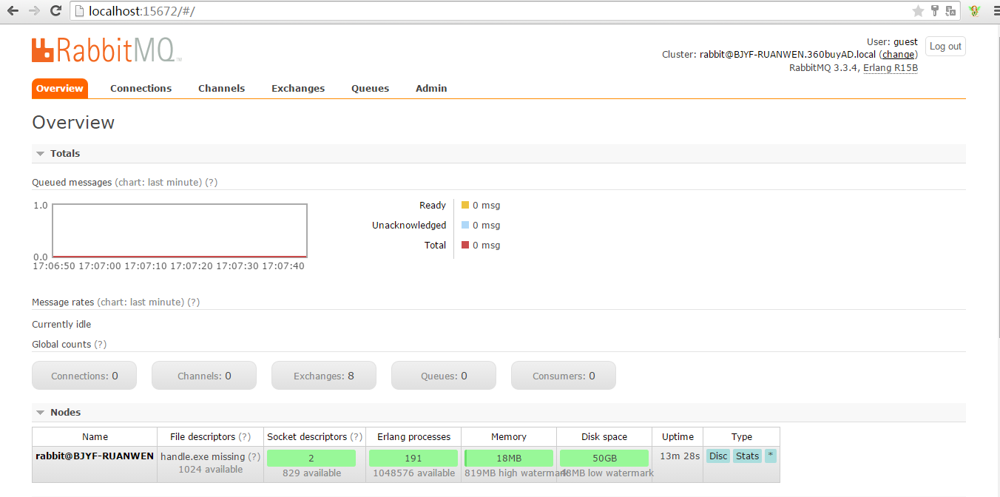 localhost:15672/#/
RabbitMQ™
User: guest
Log out
Cluster: rabbit@BJYF-RUANWEN.360buyAD.local (change)
RabbitMQ 3.3.4, Erlang R15B
Overview Connections Channels Exchanges Queues Admin
Overview
Totals
Queued messages (chart: last minute) (?)
1.0
0.0
17:06:50 17:07:00 17:07:10 17:07:20 17:07:30 17:07:40
Ready 0 msg
Unacknowledged 0 msg
Total 0 msg
Message rates (chart: last minute) (?)
Currently idle
Global counts (?)
Connections: 0 Channels: 0 Exchanges: 8 Queues: 0 Consumers: 0
Nodes
Name File descriptors (?) Socket descriptors (?) Erlang processes Memory Disk space Uptime Type
rabbit@BJYF-RUANWEN handle.exe missing (?) 2 191 18MB 50GB 13m 28s Disc Stats *
1024 available 829 available 1048576 available 819MB high watermark 48MB low watermark